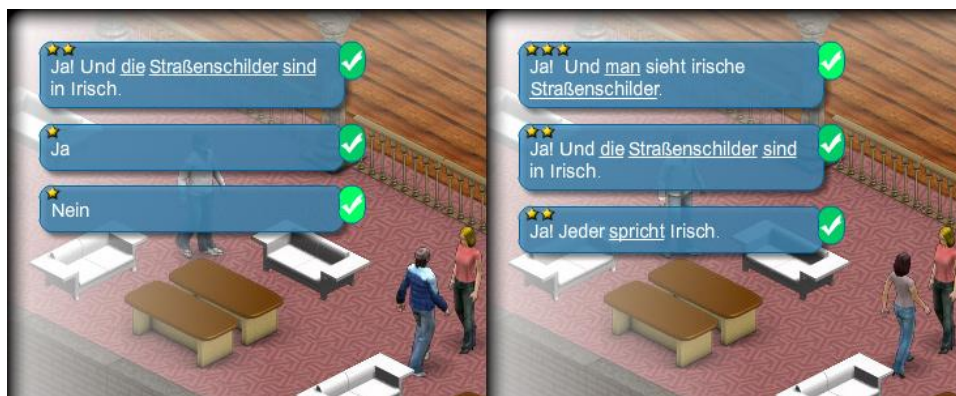 Ja! Und die Straßenschilder sind
in Irisch.
Ja
Nein
Ja!  Und man sieht irische
Straßenschilder.
Ja! Und die Straßenschilder sind
in Irisch.
Ja! Jeder spricht Irisch.